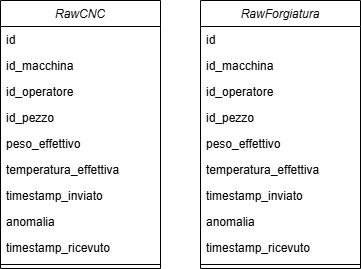 RawCNC
id
id_macchina
id_operatore
id_pezzo
peso_effettivo
temperatura_effettiva
timestamp_inviato
anomalia
timestamp_ricevuto
RawForgiatura
id
id_macchina
id_operatore
id_pezzo
peso_effettivo
temperatura_effettiva
timestamp_inviato
anomalia
timestamp_ricevuto